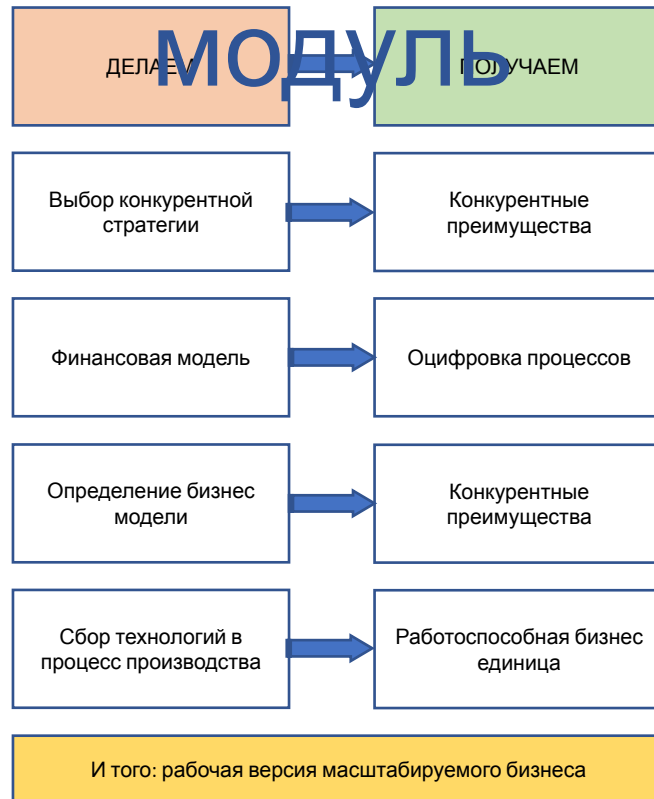 модуль
ДЕЛАЕМ
ПОЛУЧАЕМ
Выбор конкурентной
стратегии
Конкурентные
преимущества
Финансовая модель
Оцифровка процессов
Определение бизнес
модели
Конкурентные
преимущества
Сбор технологий в
процесс производства
Работоспособная бизнес
единица
И того: рабочая версия масштабируемого бизнеса